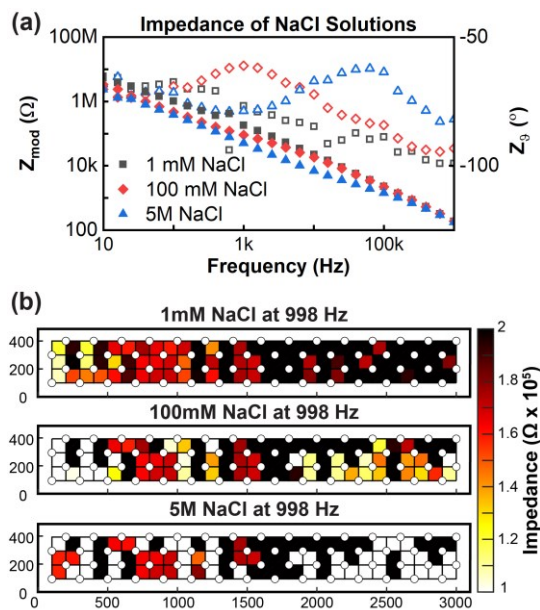 (a) Impedance of NaCl Solutions
100M
1M
10k
100
Z_mod (Ω)
1 mM NaCl
100 mM NaCl
5M NaCl
-50
-100
Z_ϑ (°)
10 1k 100k
Frequency (Hz)
(b)
1mM NaCl at 998 Hz
400
200
0
100mM NaCl at 998 Hz
400
200
0
5M NaCl at 998 Hz
400
200
0
0 500 1000 1500 2000 2500 3000
2
1.8
1.6
1.4
1.2
1
Impedance (Ω x 10⁵)